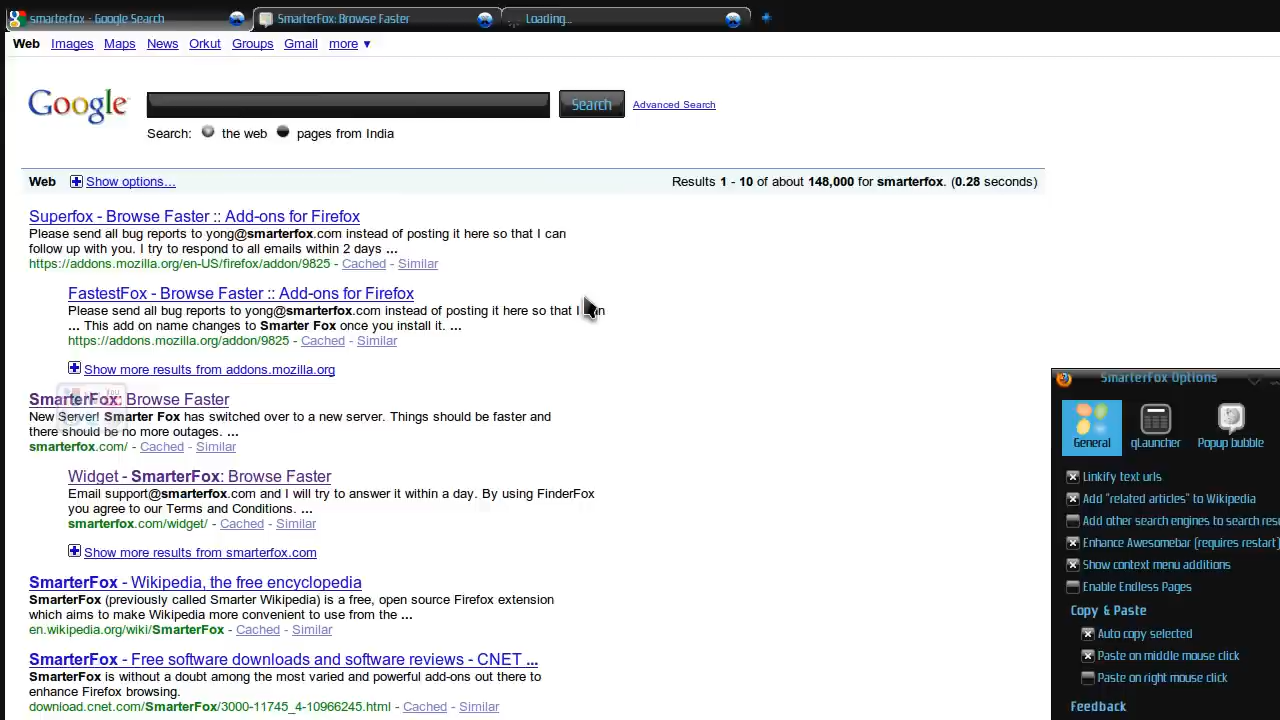 smarterfox - Google Search SmarterFox: Browse Faster Loading...
Web Images Maps News Orkut Groups Gmail more ▼
Google Search Advanced Search
Search: the web pages from India
Web Show options... Results 1 - 10 of about 148,000 for smarterfox. (0.28 seconds)
Superfox - Browse Faster :: Add-ons for Firefox
Please send all bug reports to yong@smarterfox.com instead of posting it here so that I can
follow up with you. I try to respond to all emails within 2 days ...
https://addons.mozilla.org/en-US/firefox/addon/9825 - Cached - Similar
FastestFox - Browse Faster :: Add-ons for Firefox
Please send all bug reports to yong@smarterfox.com instead of posting it here so that I can
... This add on name changes to Smarter Fox once you install it. ...
https://addons.mozilla.org/addon/9825 - Cached - Similar
Show more results from addons.mozilla.org
SmarterFox: Browse Faster
New Server! Smarter Fox has switched over to a new server. Things should be faster and
there should be no more outages. ...
smarterfox.com/ - Cached - Similar
Widget - SmarterFox: Browse Faster
Email support@smarterfox.com and I will try to answer it within a day. By using FinderFox
you agree to our Terms and Conditions. ...
smarterfox.com/widget/ - Cached - Similar
Show more results from smarterfox.com
SmarterFox - Wikipedia, the free encyclopedia
SmarterFox (previously called Smarter Wikipedia) is a free, open source Firefox extension
which aims to make Wikipedia more convenient to use from the ...
en.wikipedia.org/wiki/SmarterFox - Cached - Similar
SmarterFox - Free software downloads and software reviews - CNET ...
SmarterFox is without a doubt among the most varied and powerful add-ons out there to
enhance Firefox browsing.
download.cnet.com/SmarterFox/3000-11745_4-10966245.html - Cached - Similar
SmarterFox Options
General qLauncher Popup bubble
Linkify text urls
Add "related articles" to Wikipedia
Add other search engines to search resu
Enhance Awesomebar (requires restart)
Show context menu additions
Enable Endless Pages
Copy & Paste
Auto copy selected
Paste on middle mouse click
Paste on right mouse click
Feedback